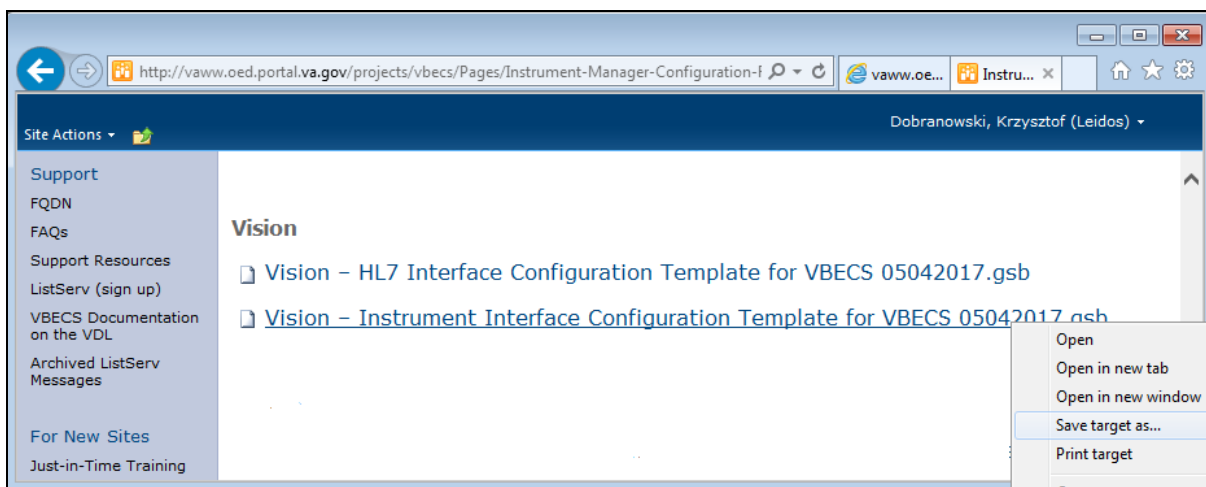 http://vaww.oed.portal.va.gov/projects/vbecs/Pages/Instrument-Manager-Configuration-F
vaww.oe...
Instru...
Site Actions
Dobranowski, Krzysztof (Leidos)
Support
FQDN
FAQs
Support Resources
ListServ (sign up)
VBECS Documentation
on the VDL
Archived ListServ
Messages
For New Sites
Just-in-Time Training
Vision
Vision – HL7 Interface Configuration Template for VBECS 05042017.gsb
Vision – Instrument Interface Configuration Template for VBECS 05042017.gsb
Open
Open in new tab
Open in new window
Save target as...
Print target